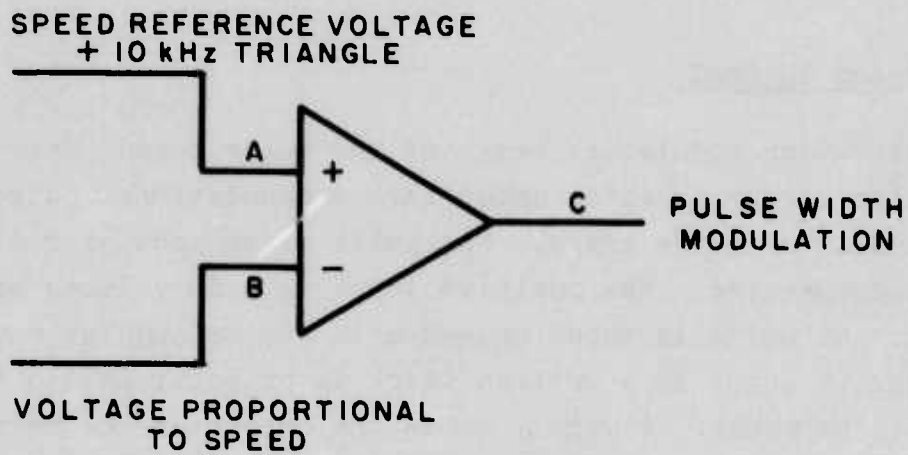 SPEED REFERENCE VOLTAGE
+ 10 kHz TRIANGLE
A
+
C
PULSE WIDTH
MODULATION
B
−
VOLTAGE PROPORTIONAL
TO SPEED